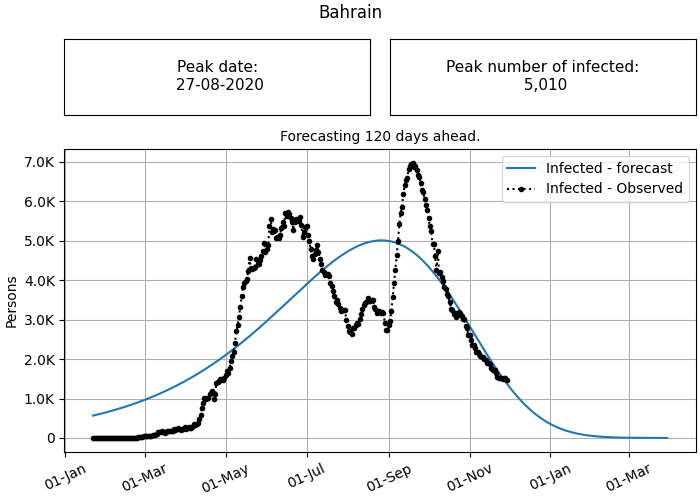 Bahrain
Peak date:
27-08-2020
Peak number of infected:
5,010
Forecasting 120 days ahead.
Infected - forecast
Infected - Observed
7.0K
6.0K
5.0K
4.0K
3.0K
2.0K
1.0K
0
Persons
01-Jan
01-Mar
01-May
01-Jul
01-Sep
01-Nov
01-Jan
01-Mar